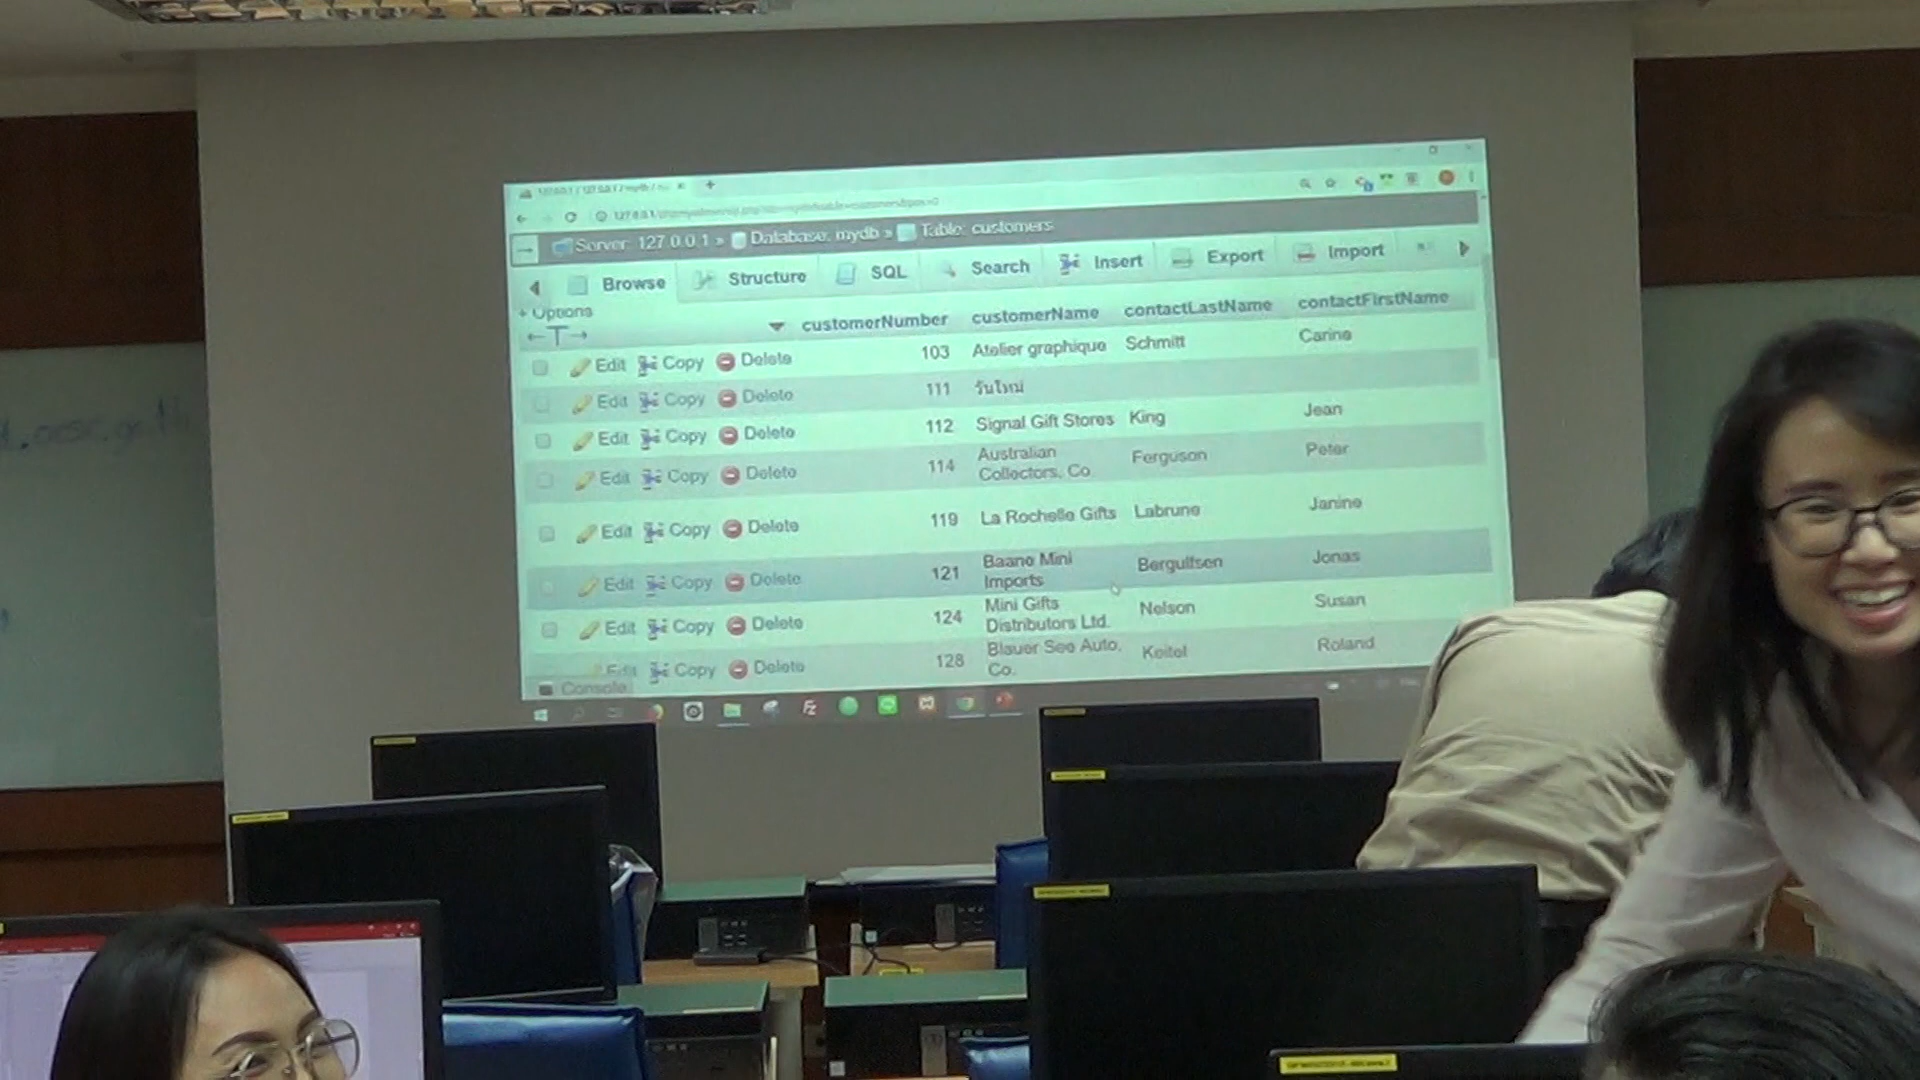 Server: 127.0.0.1 » Database: mydb » Table: customers
Browse Structure SQL Search Insert Export Import
+ Options
←T→ customerNumber customerName contactLastName contactFirstName
Edit Copy Delete 103 Atelier graphique Schmitt Carine
Edit Copy Delete 111 วันใหม่
Edit Copy Delete 112 Signal Gift Stores King Jean
Edit Copy Delete 114 Australian Collectors, Co. Ferguson Peter
Edit Copy Delete 119 La Rochelle Gifts Labrune Janine
Edit Copy Delete 121 Baane Mini Imports Bergulfsen Jonas
Edit Copy Delete 124 Mini Gifts Distributors Ltd. Nelson Susan
Edit Copy Delete 128 Blauer See Auto, Co. Keitel Roland
Console